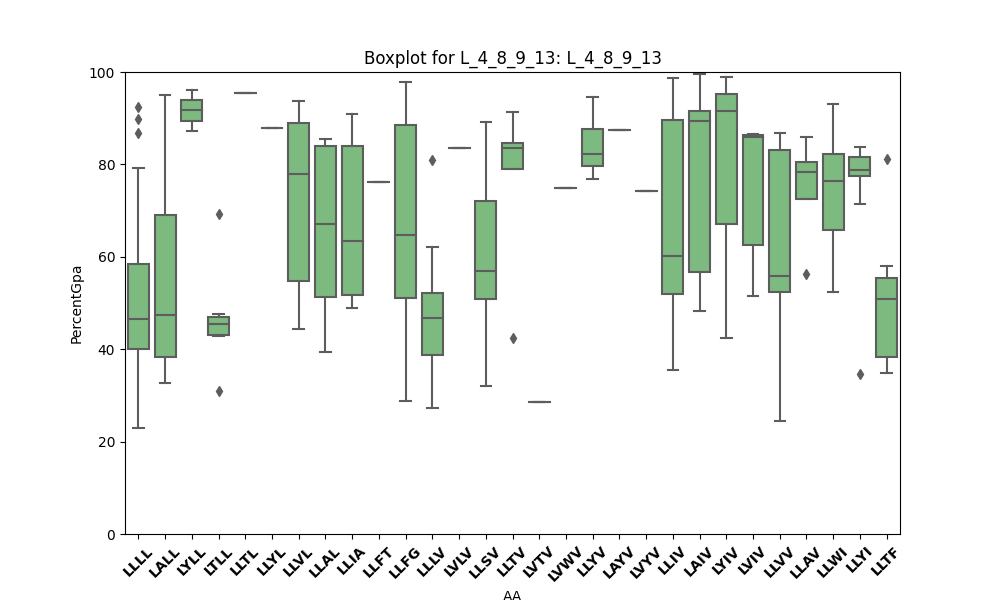 Boxplot for L_4_8_9_13: L_4_8_9_13
100
80
60
40
20
0
PercentGpa
LLLL LALL LYLL LTLL LLTL LLYL LLVL LLAL LLIA LLFT LLFG LLLV LVLV LLSV LLTV LVTV LVWV LLYV LAYV LVYV LLIV LAIV LYIV LVIV LLVV LLAV LLWI LLYI LLTF
AA